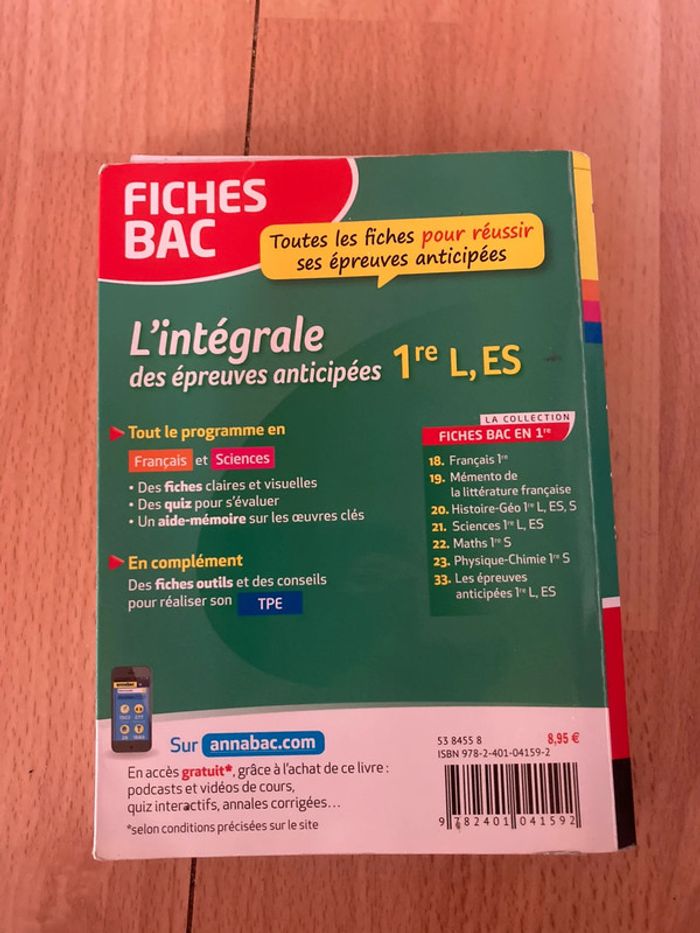 FICHES
BAC
Toutes les fiches pour réussir
ses épreuves anticipées
L'intégrale
des épreuves anticipées 1re L, ES
Tout le programme en
Français et Sciences
• Des fiches claires et visuelles
• Des quiz pour s'évaluer
• Un aide-mémoire sur les œuvres clés
En complément
Des fiches outils et des conseils
pour réaliser son TPE
LA COLLECTION
FICHES BAC EN 1re
18. Français 1re
19. Mémento de
la littérature française
20. Histoire-Géo 1re L, ES, S
21. Sciences 1re L, ES
22. Maths 1re S
23. Physique-Chimie 1re S
33. Les épreuves
anticipées 1re L, ES
annabac
Sur annabac.com
En accès gratuit*, grâce à l'achat de ce livre :
podcasts et vidéos de cours,
quiz interactifs, annales corrigées...
*selon conditions précisées sur le site
53 8455 8 8,95 €
ISBN 978-2-401-04159-2
9 782401 041592